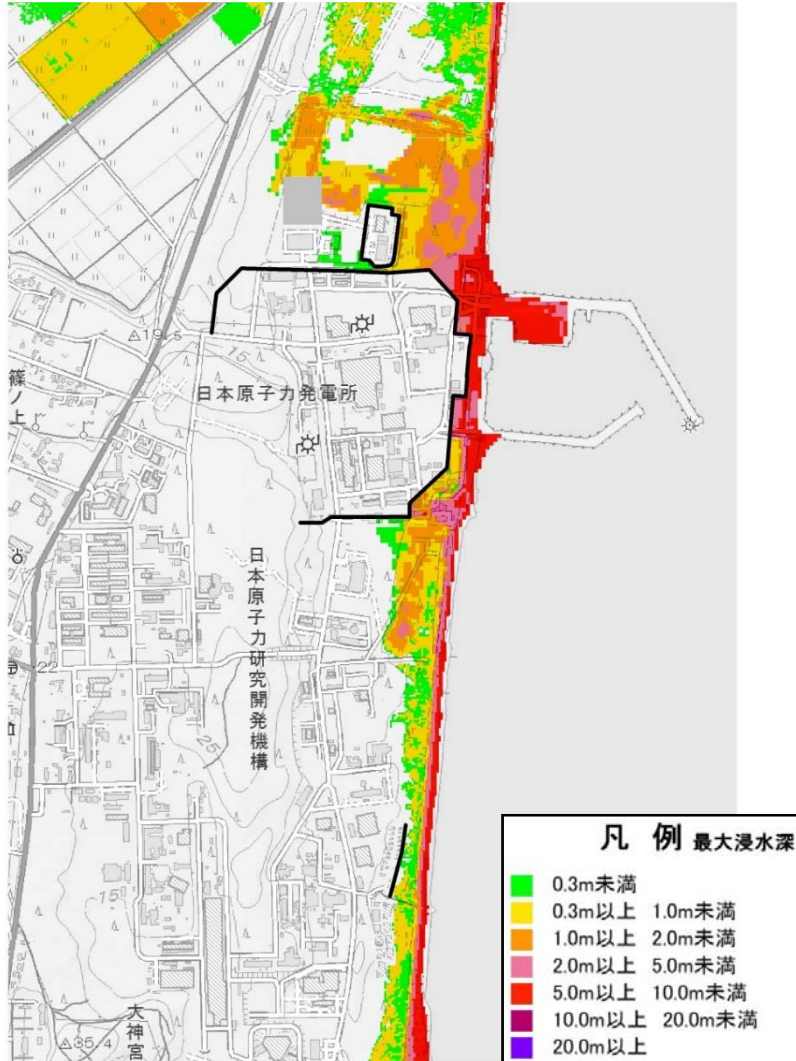 △19.5
15
篠ノ上
日本原子力発電所
日本原子力研究開発機構
22
25
15
大神宮
△35.4
凡 例 最大浸水深
0.3m未満
0.3m以上 1.0m未満
1.0m以上 2.0m未満
2.0m以上 5.0m未満
5.0m以上 10.0m未満
10.0m以上 20.0m未満
20.0m以上